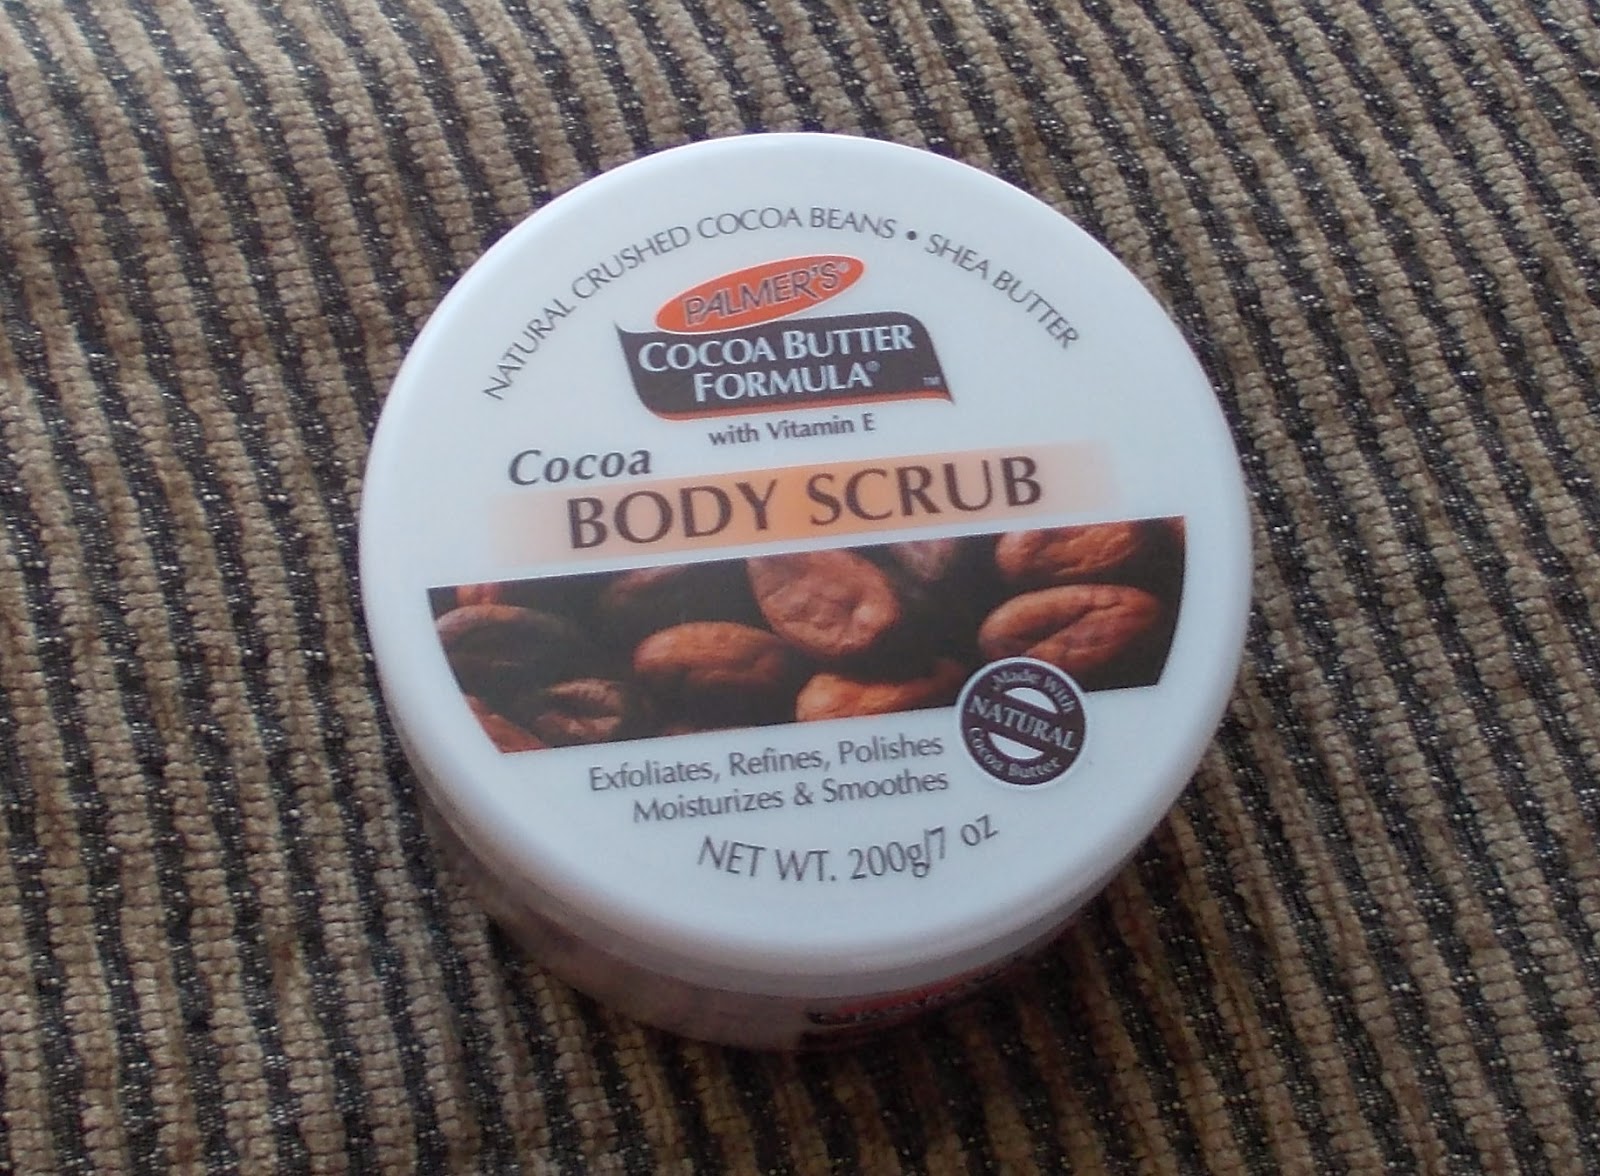 NATURAL CRUSHED COCOA BEANS • SHEA BUTTER
PALMER'S®
COCOA BUTTER
FORMULA®
™
with Vitamin E
Cocoa
BODY SCRUB
Made With
NATURAL
Cocoa Butter
Exfoliates, Refines, Polishes
Moisturizes & Smoothes
NET WT. 200g/7 oz